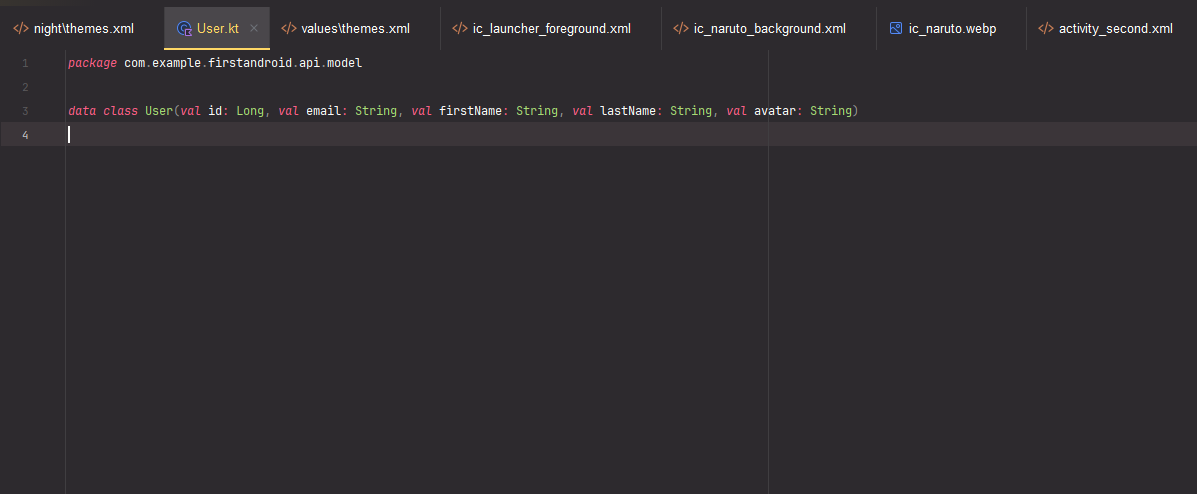 night\themes.xml User.kt values\themes.xml ic_launcher_foreground.xml ic_naruto_background.xml ic_naruto.webp activity_second.xml
1 package com.example.firstandroid.api.model
2
3 data class User(val id: Long, val email: String, val firstName: String, val lastName: String, val avatar: String)
4